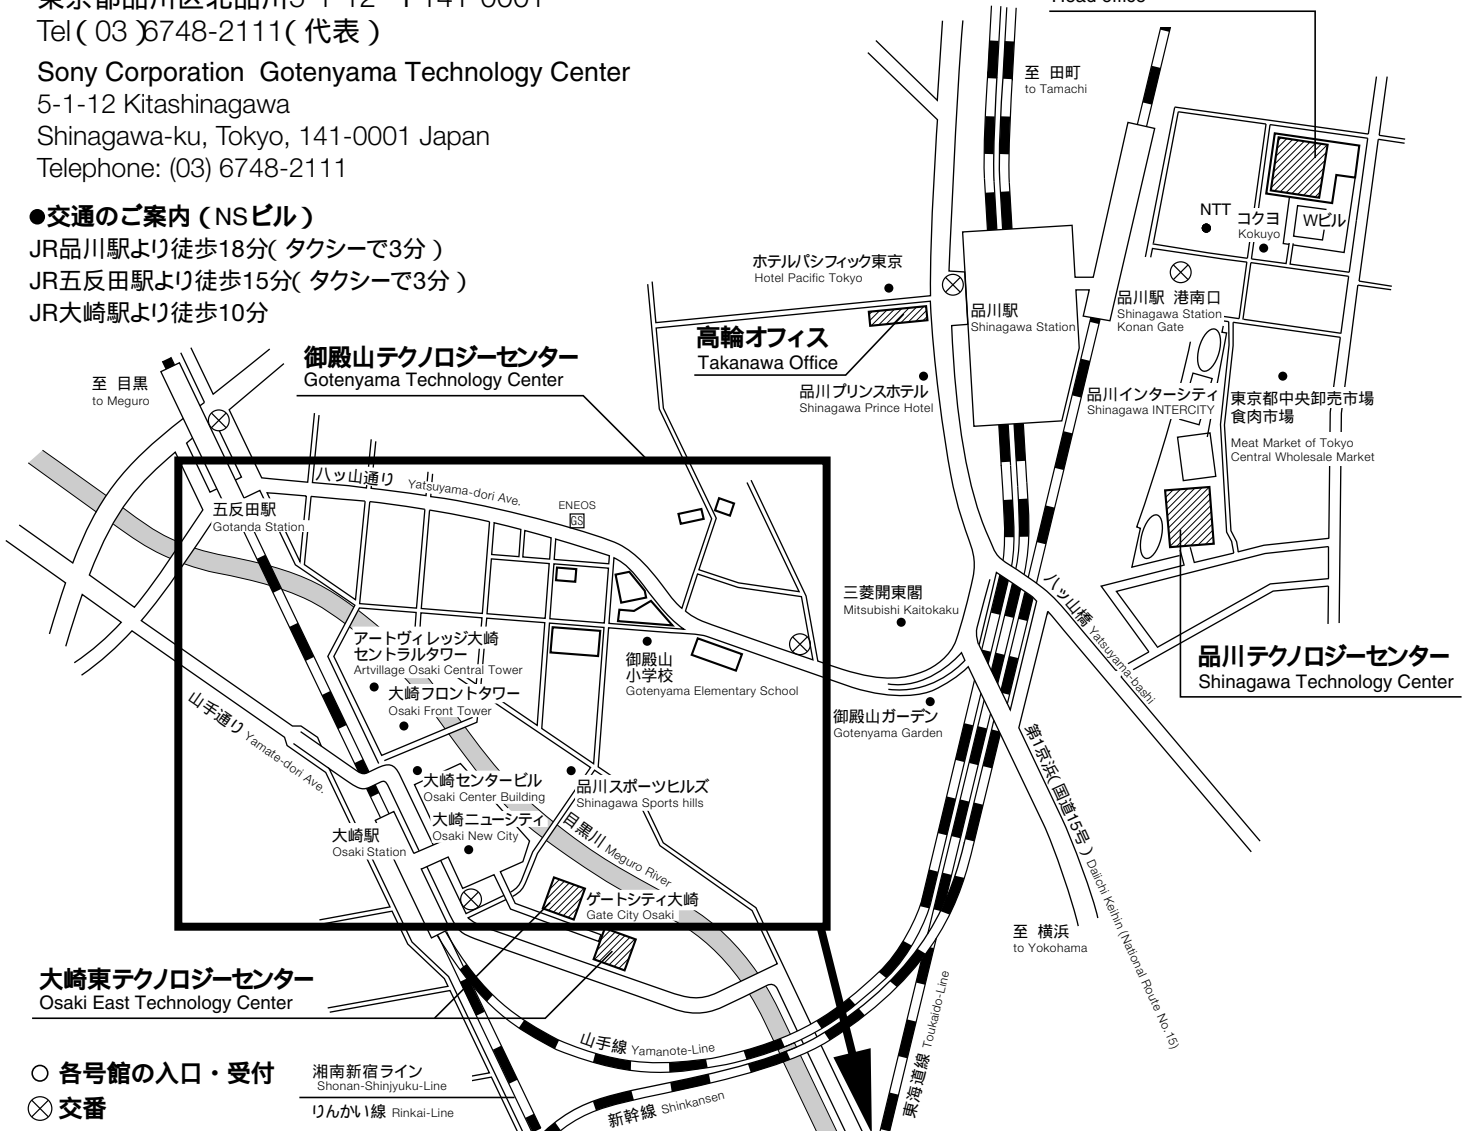 東京都品川区北品川5-1-12 〒141-0001
Tel(03)6748-2111(代表)
Sony Corporation Gotenyama Technology Center
5-1-12 Kitashinagawa
Shinagawa-ku, Tokyo, 141-0001 Japan
Telephone: (03) 6748-2111
●交通のご案内(NSビル)
JR品川駅より徒歩18分(タクシーで3分)
JR五反田駅より徒歩15分(タクシーで3分)
JR大崎駅より徒歩10分
Head office
至 田町
to Tamachi
NTT
コクヨ
Kokuyo
Wビル
ホテルパシフィック東京
Hotel Pacific Tokyo
品川駅
Shinagawa Station
品川駅 港南口
Shinagawa Station
Konan Gate
高輪オフィス
Takanawa Office
御殿山テクノロジーセンター
Gotenyama Technology Center
至 目黒
to Meguro
品川プリンスホテル
Shinagawa Prince Hotel
品川インターシティ
Shinagawa INTERCITY
東京都中央卸売市場
食肉市場
Meat Market of Tokyo
Central Wholesale Market
八ッ山通り Yatsuyama-dori Ave.
ENEOS
GS
五反田駅
Gotanda Station
三菱開東閣
Mitsubishi Kaitokaku
八ッ山橋 Yatsuyama-bashi
アートヴィレッジ大崎
セントラルタワー
Artvillage Osaki Central Tower
大崎フロントタワー
Osaki Front Tower
御殿山
小学校
Gotenyama Elementary School
品川テクノロジーセンター
Shinagawa Technology Center
御殿山ガーデン
Gotenyama Garden
山手通り Yamate-dori Ave.
大崎センタービル
Osaki Center Building
品川スポーツヒルズ
Shinagawa Sports hills
第1京浜(国道15号) Daiichi Keihin (National Route No.15)
大崎駅
Osaki Station
大崎ニューシティ
Osaki New City
目黒川 Meguro River
ゲートシティ大崎
Gate City Osaki
至 横浜
to Yokohama
大崎東テクノロジーセンター
Osaki East Technology Center
山手線 Yamanote-Line
東海道線 Toukaido-Line
新幹線 Shinkansen
○ 各号館の入口・受付
湘南新宿ライン
Shonan-Shinjyuku-Line
交番
りんかい線 Rinkai-Line